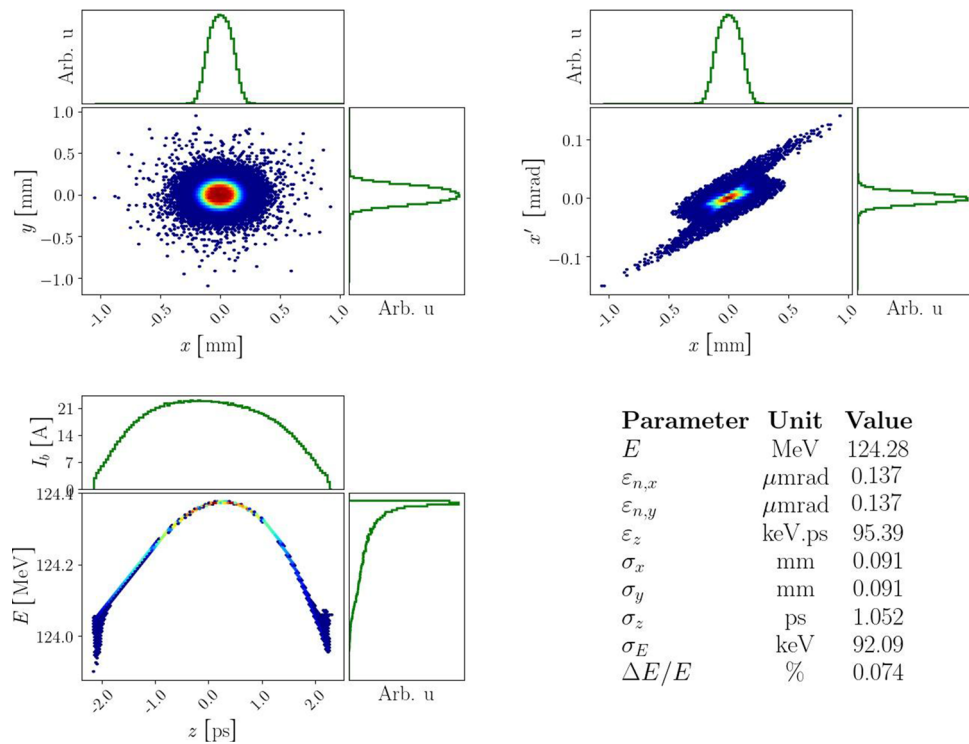 Arb. u
1.0
0.5
0.0
−0.5
−1.0
y [mm]
-1.0
-0.5
0.0
0.5
1.0
x [mm]
Arb. u
Arb. u
0.1
0.0
−0.1
x′ [mrad]
-1.0
-0.5
0.0
0.5
1.0
x [mm]
Arb. u
21
14
7
0
I_b [A]
124.4
124.2
124.0
E [MeV]
-2.0
-1.0
0.0
1.0
2.0
z [ps]
Arb. u
Parameter Unit Value
E MeV 124.28
ε_{n,x} μmrad 0.137
ε_{n,y} μmrad 0.137
ε_z keV.ps 95.39
σ_x mm 0.091
σ_y mm 0.091
σ_z ps 1.052
σ_E keV 92.09
ΔE/E % 0.074